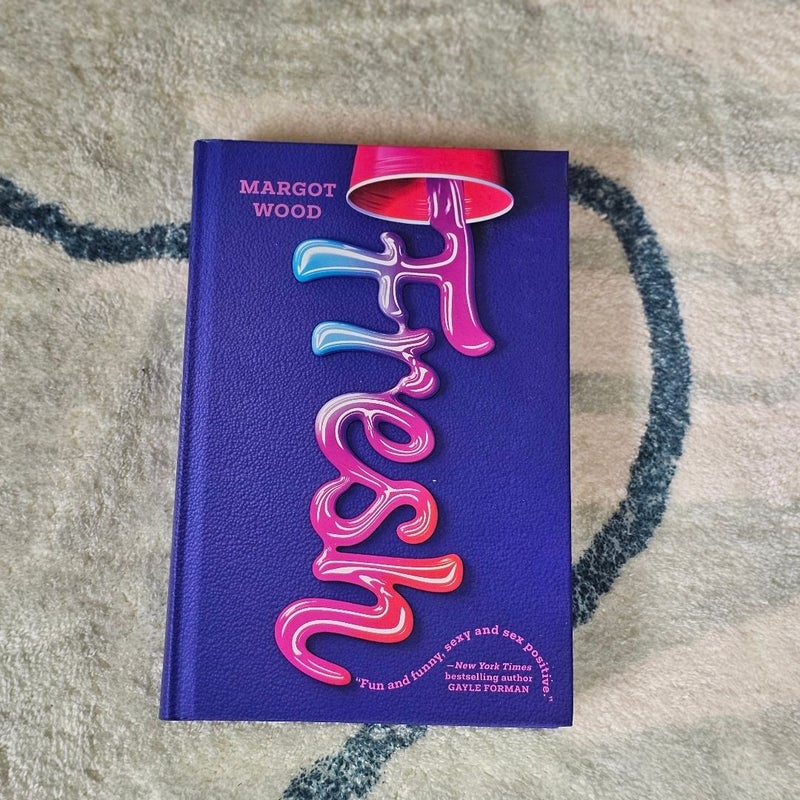 MARGOT
WOOD
Fresh
"Fun and funny, sexy and sex positive."
—New York Times
bestselling author
GAYLE FORMAN